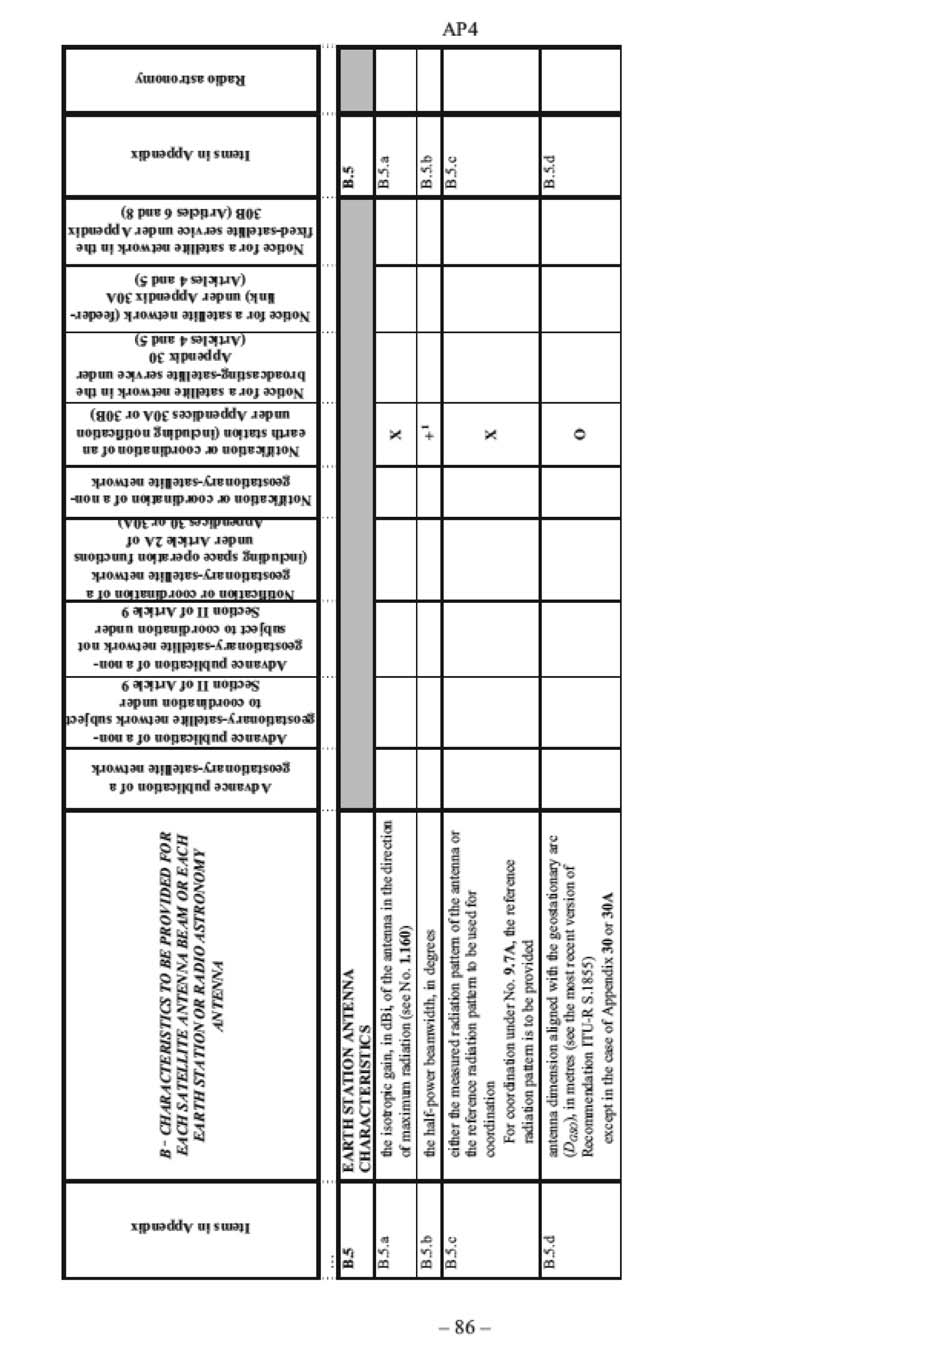 AP4
Items in Appendix
B – CHARACTERISTICS TO BE PROVIDED FOR
EACH SATELLITE ANTENNA BEAM OR EACH
EARTH STATION OR RADIO ASTRONOMY
ANTENNA
Advance publication of a
geostationary-satellite network
Advance publication of a non-
geostationary-satellite network subject
to coordination under
Section II of Article 9
Advance publication of a non-
geostationary-satellite network not
subject to coordination under
Section II of Article 9
Notification or coordination of a
geostationary-satellite network
(including space operation functions
under Article 2A of
Appendices 30 or 30A)
Notification or coordination of a non-
geostationary-satellite network
Notification or coordination of an
earth station (including notification
under Appendices 30A or 30B)
Notice for a satellite network in the
broadcasting-satellite service under
Appendix 30
(Articles 4 and 5)
Notice for a satellite network (feeder-
link) under Appendix 30A
(Articles 4 and 5)
Notice for a satellite network in the
fixed-satellite service under Appendix
30B (Articles 6 and 8)
Items in Appendix
Radio astronomy
...
B.5
EARTH STATION ANTENNA
CHARACTERISTICS
B.5
B.5.a
the isotropic gain, in dBi, of the antenna in the direction
of maximum radiation (see No. 1.160)
X
B.5.a
B.5.b
the half-power beamwidth, in degrees
+1
B.5.b
B.5.c
either the measured radiation pattern of the antenna or
the reference radiation pattern to be used for
coordination
For coordination under No. 9.7A, the reference
radiation pattern is to be provided
X
B.5.c
B.5.d
antenna dimension aligned with the geostationary arc
(DGSO), in metres (see the most recent version of
Recommendation ITU-R S.1855)
except in the case of Appendix 30 or 30A
O
B.5.d
– 86 –